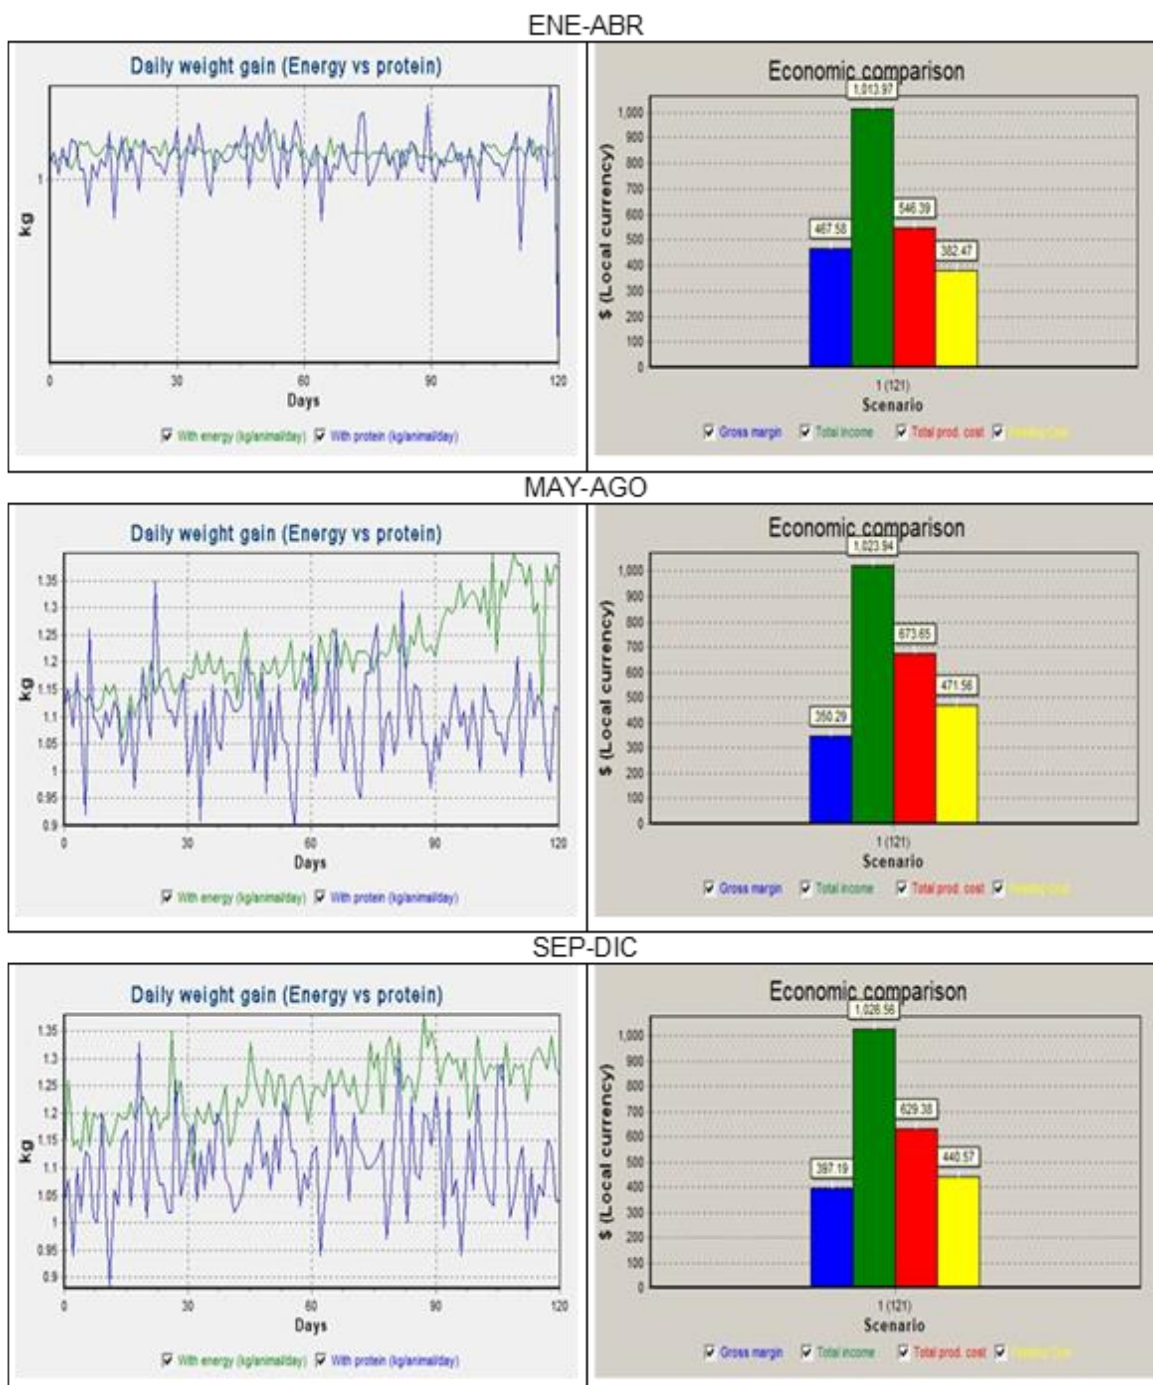 ENE-ABR
Daily weight gain (Energy vs protein)
kg
1
0 30 60 90 120
Days
With energy (kg/animal/day) With protein (kg/animal/day)
Economic comparison
$ (Local currency)
1,000
900
800
700
600
500
400
300
200
100
0
467.58
1,013.97
546.39
382.47
1 (121)
Scenario
Gross margin Total income Total prod. cost
MAY-AGO
Daily weight gain (Energy vs protein)
kg
1.35
1.3
1.25
1.2
1.15
1.1
1.05
1
0.95
0.9
0 30 60 90 120
Days
With energy (kg/animal/day) With protein (kg/animal/day)
Economic comparison
$ (Local currency)
1,000
900
800
700
600
500
400
300
200
100
0
350.29
1,023.94
673.65
471.56
1 (121)
Scenario
Gross margin Total income Total prod. cost
SEP-DIC
Daily weight gain (Energy vs protein)
kg
1.35
1.3
1.25
1.2
1.15
1.1
1.05
1
0.95
0.9
0 30 60 90 120
Days
With energy (kg/animal/day) With protein (kg/animal/day)
Economic comparison
$ (Local currency)
1,000
900
800
700
600
500
400
300
200
100
0
397.19
1,026.56
629.38
440.57
1 (121)
Scenario
Gross margin Total income Total prod. cost